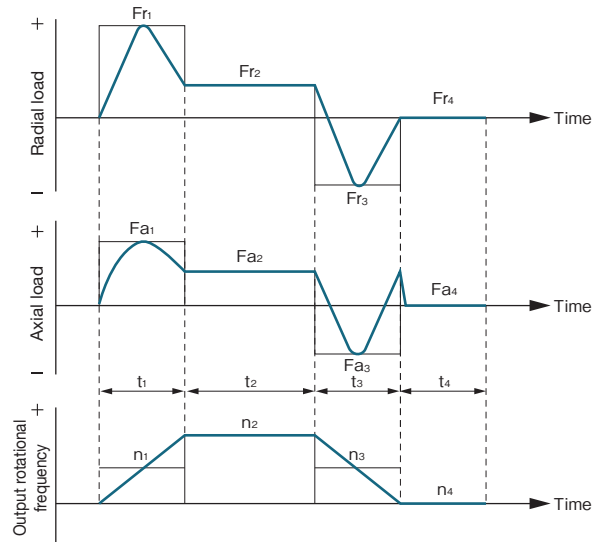 +
Radial load
−
Fr1
Fr2
Fr3
Fr4
Time
+
Axial load
−
Fa1
Fa2
Fa3
Fa4
Time
t1
t2
t3
t4
+
Output rotational
frequency
n1
n2
n3
n4
Time